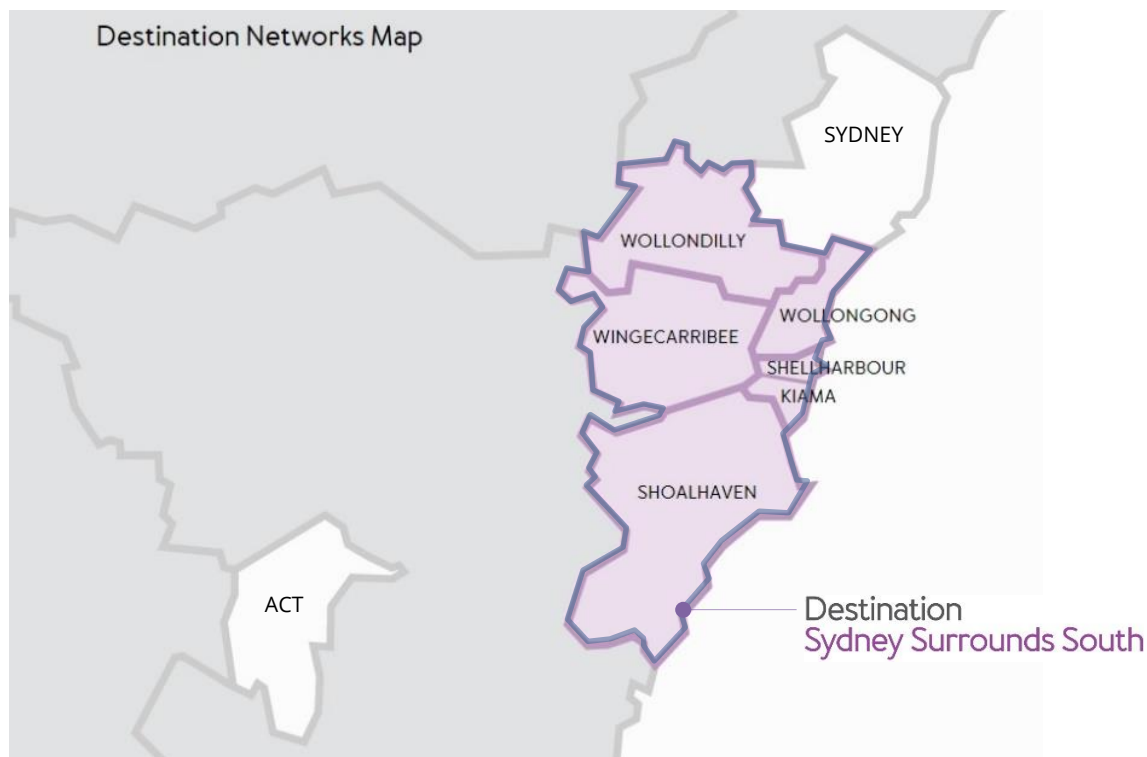 Destination Networks Map
SYDNEY
WOLLONDILLY
WOLLONGONG
WINGECARRIBEE
SHELLHARBOUR
KIAMA
SHOALHAVEN
ACT
Destination
Sydney Surrounds South